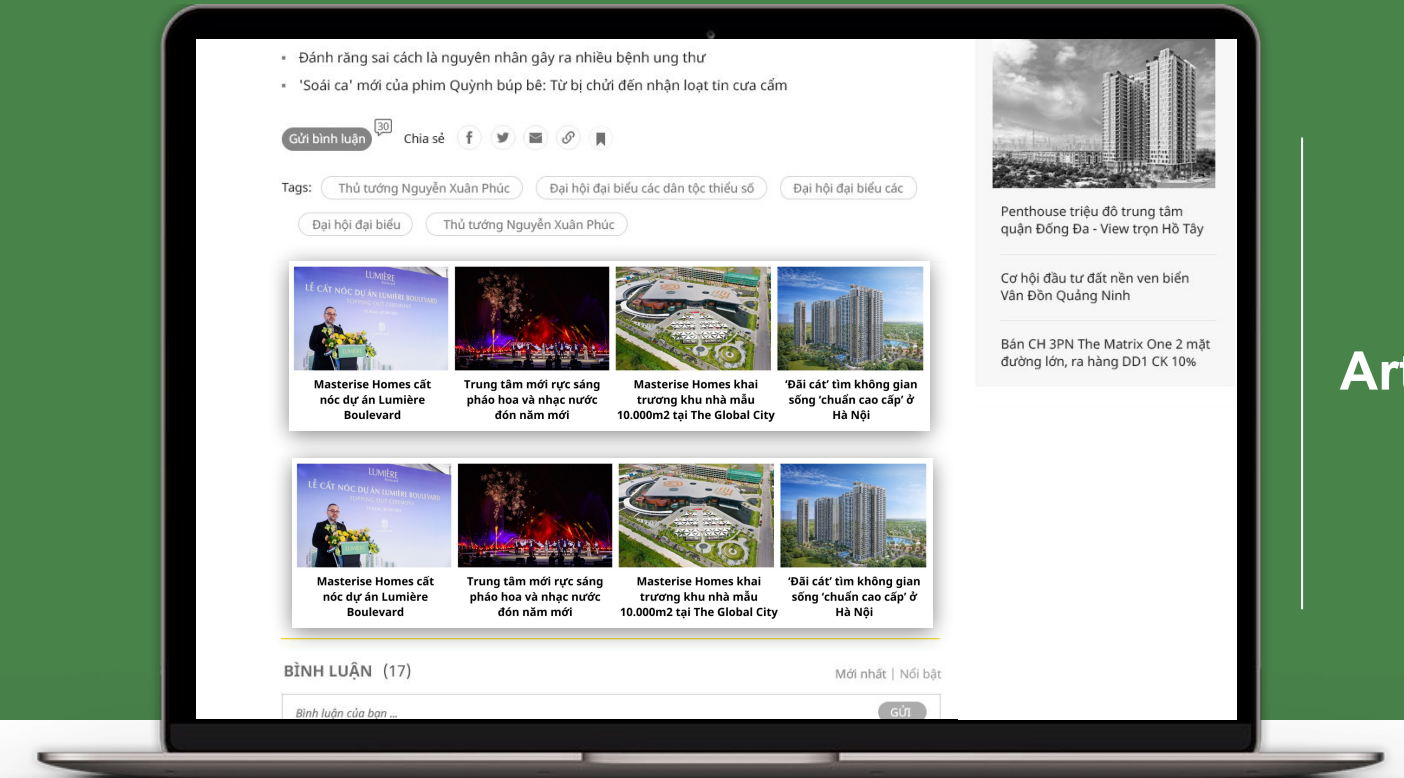 Đánh răng sai cách là nguyên nhân gây ra nhiều bệnh ung thư
'Soái ca' mới của phim Quỳnh búp bê: Từ bị chửi đến nhận loạt tin cưa cẩm
Gửi bình luận
30
Chia sẻ
Tags:
Thủ tướng Nguyễn Xuân Phúc
Đại hội đại biểu các dân tộc thiểu số
Đại hội đại biểu các
Đại hội đại biểu
Thủ tướng Nguyễn Xuân Phúc
LUMIÈRE
LỄ CẤT NÓC DỰ ÁN LUMIÈRE BOULEVARD
TOPPING OUT CEREMONY
Masterise Homes cất
nóc dự án Lumière
Boulevard
Trung tâm mới rực sáng
pháo hoa và nhạc nước
đón năm mới
Masterise Homes khai
trương khu nhà mẫu
10.000m2 tại The Global City
‘Đãi cát’ tìm không gian
sống ‘chuẩn cao cấp’ ở
Hà Nội
LUMIÈRE
LỄ CẤT NÓC DỰ ÁN LUMIÈRE BOULEVARD
TOPPING OUT CEREMONY
Masterise Homes cất
nóc dự án Lumière
Boulevard
Trung tâm mới rực sáng
pháo hoa và nhạc nước
đón năm mới
Masterise Homes khai
trương khu nhà mẫu
10.000m2 tại The Global City
‘Đãi cát’ tìm không gian
sống ‘chuẩn cao cấp’ ở
Hà Nội
BÌNH LUẬN (17)
Mới nhất | Nổi bật
Bình luận của bạn ...
GỬI
Penthouse triệu đô trung tâm
quận Đống Đa - View trọn Hồ Tây
Cơ hội đầu tư đất nền ven biển
Vân Đồn Quảng Ninh
Bán CH 3PN The Matrix One 2 mặt
đường lớn, ra hàng DD1 CK 10%